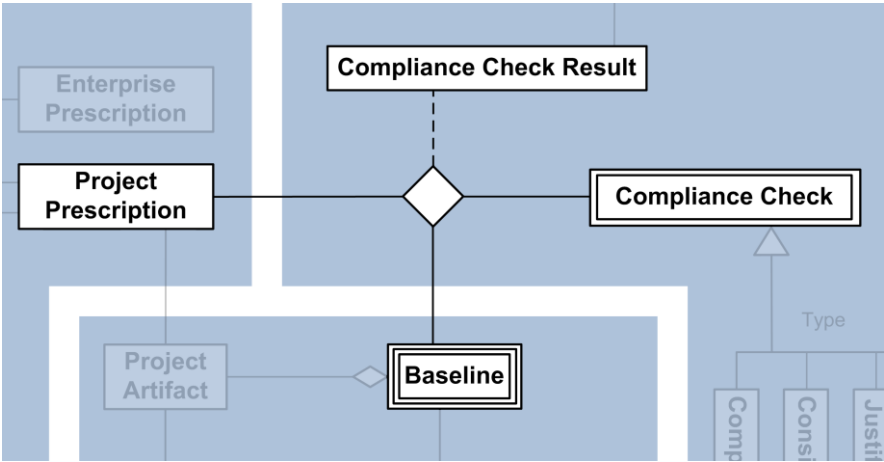 Compliance Check Result
Enterprise
Prescription
Project
Prescription
Compliance Check
Type
Project
Artifact
Baseline